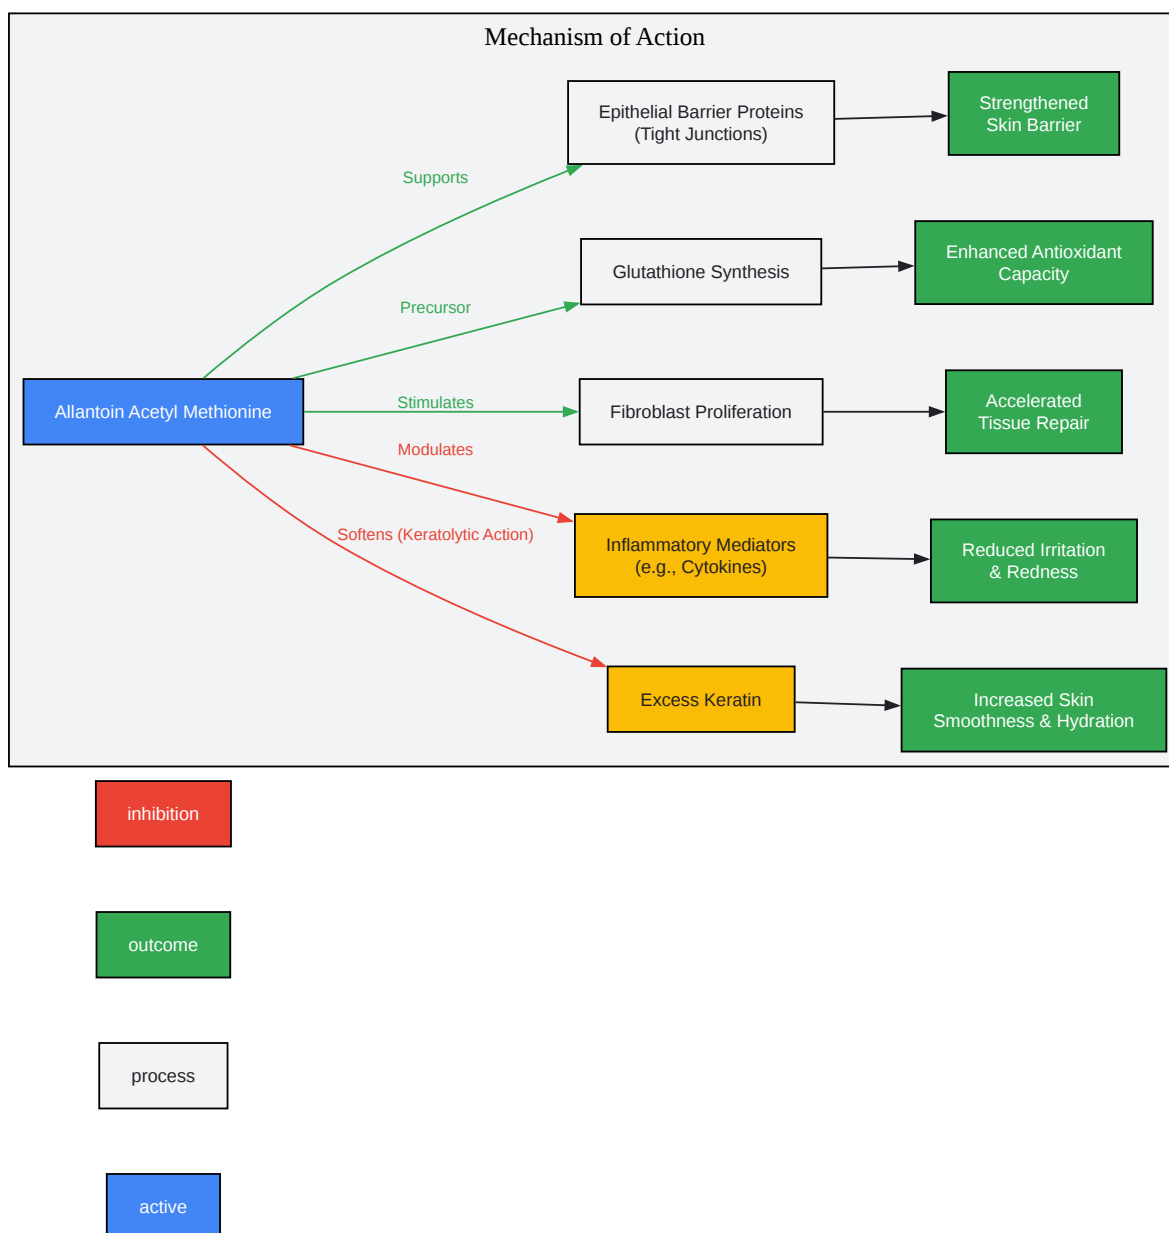 Mechanism of Action
Epithelial Barrier Proteins
(Tight Junctions)
Strengthened
Skin Barrier
Supports
Glutathione Synthesis
Enhanced Antioxidant
Capacity
Precursor
Allantoin Acetyl Methionine
Stimulates
Fibroblast Proliferation
Accelerated
Tissue Repair
Modulates
Inflammatory Mediators
(e.g., Cytokines)
Reduced Irritation
& Redness
Softens (Keratolytic Action)
Excess Keratin
Increased Skin
Smoothness & Hydration
inhibition
outcome
process
active